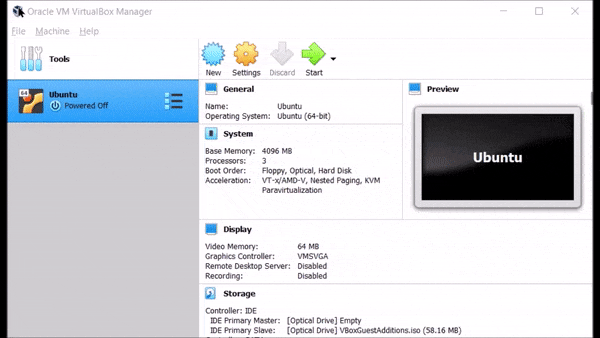 Oracle VM VirtualBox Manager
File Machine Help
Tools
New Settings Discard Start
64 Ubuntu
Powered Off
General
Name: Ubuntu
Operating System: Ubuntu (64-bit)
Preview
Ubuntu
System
Base Memory: 4096 MB
Processors: 3
Boot Order: Floppy, Optical, Hard Disk
Acceleration: VT-x/AMD-V, Nested Paging, KVM
Paravirtualization
Display
Video Memory: 64 MB
Graphics Controller: VMSVGA
Remote Desktop Server: Disabled
Recording: Disabled
Storage
Controller: IDE
IDE Primary Master: [Optical Drive] Empty
IDE Primary Slave: [Optical Drive] VBoxGuestAdditions.iso (58.16 MB)